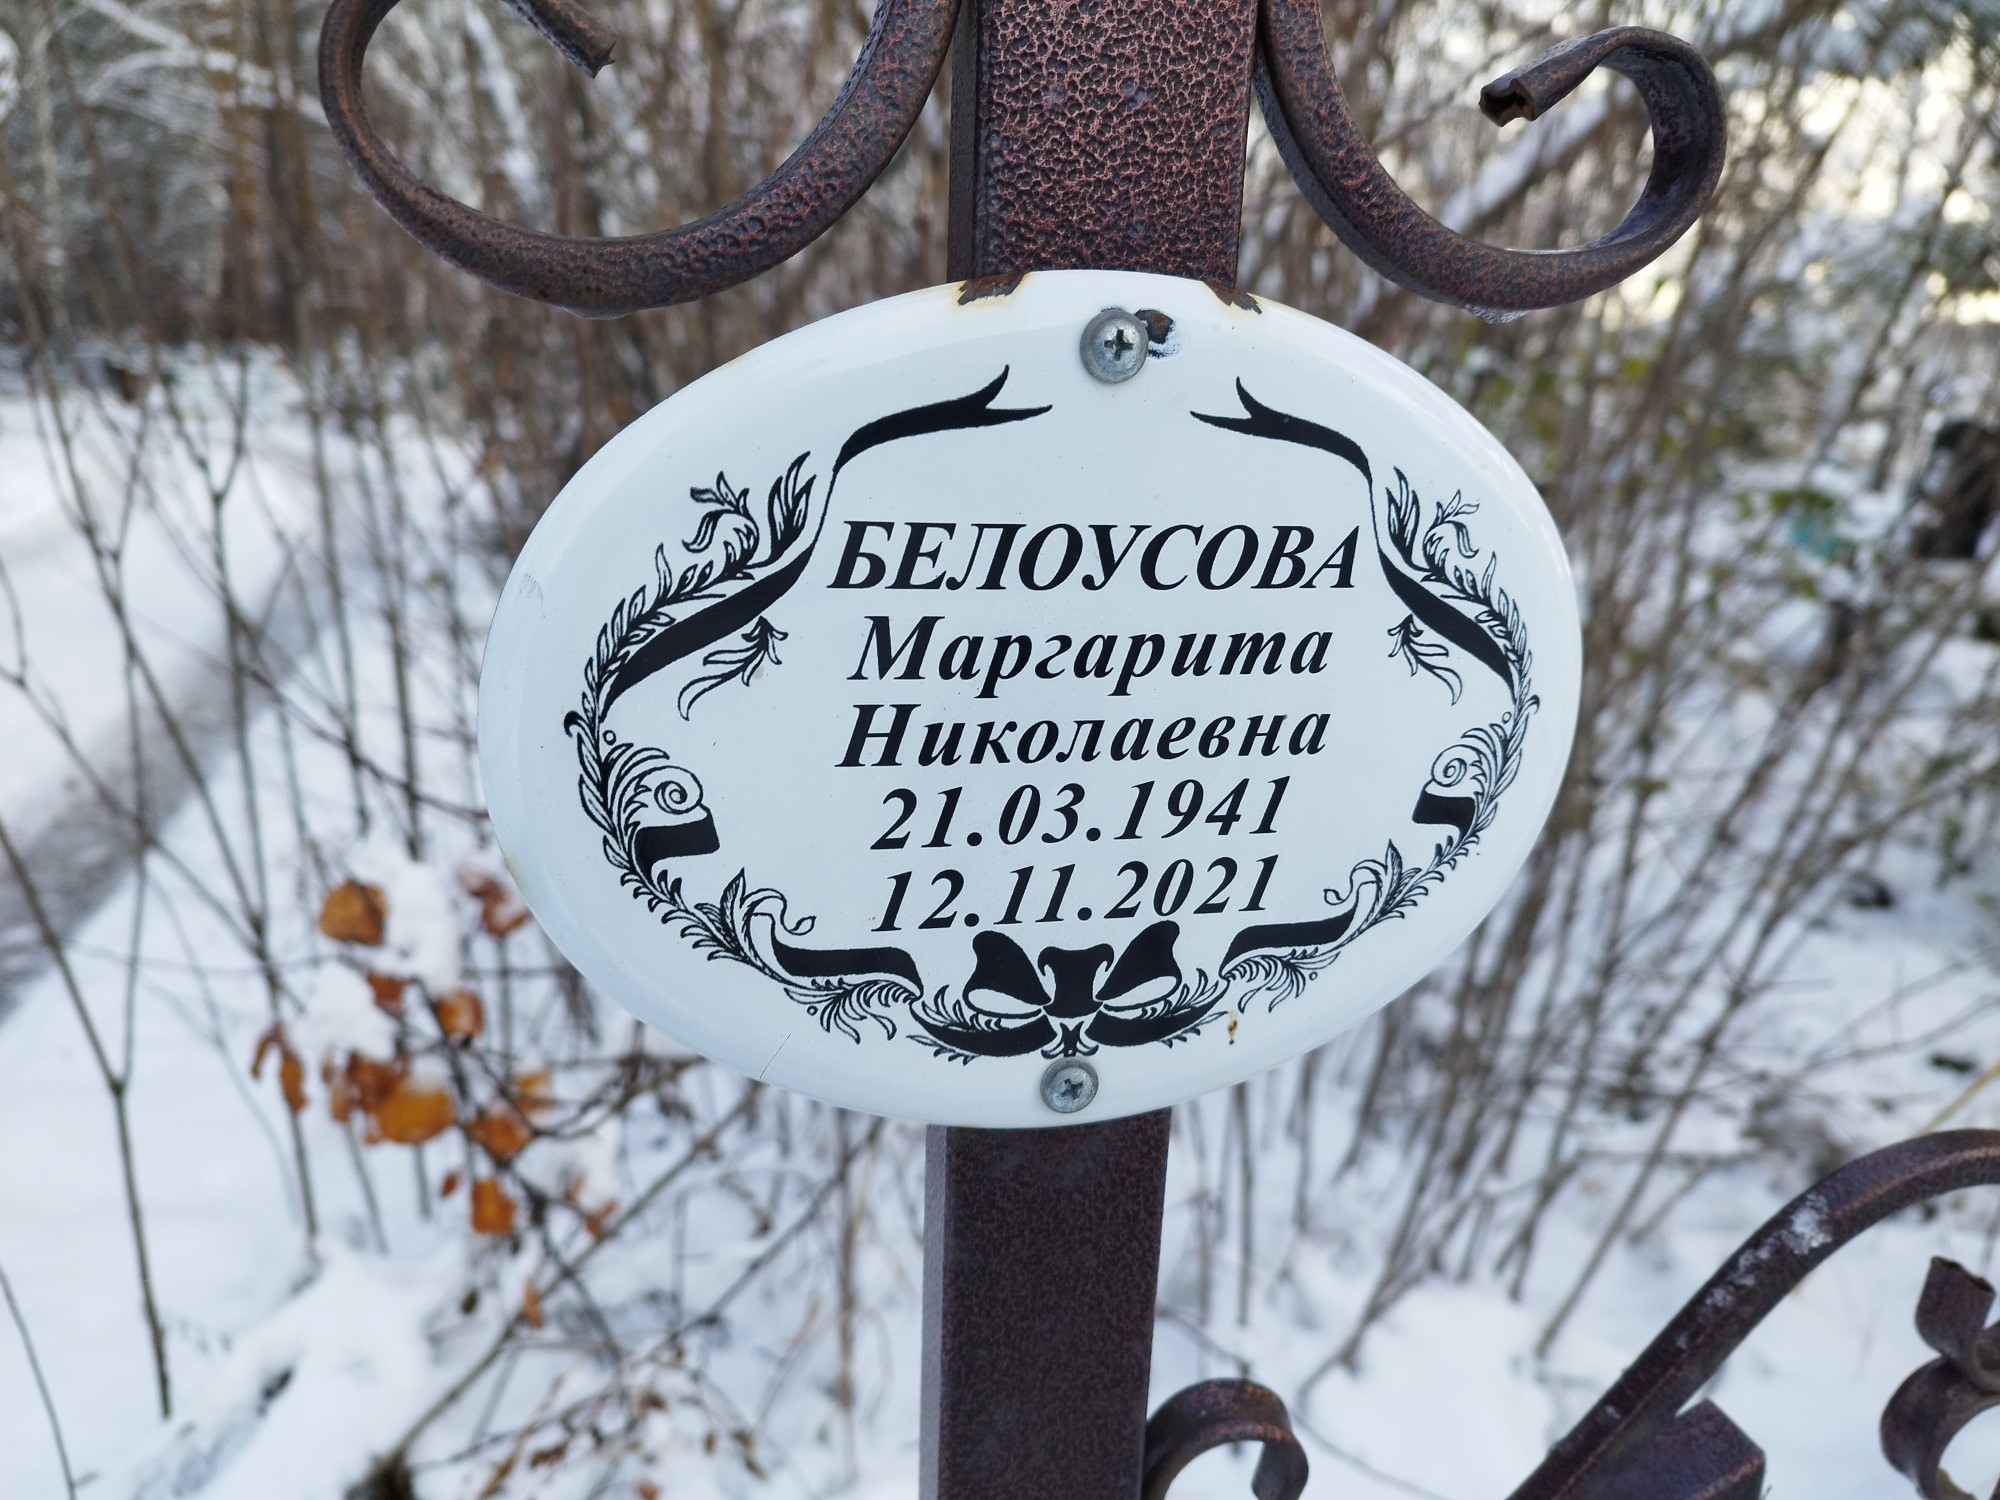 БЕЛОУСОВА
Маргарита
Николаевна
21.03.1941
12.11.2021